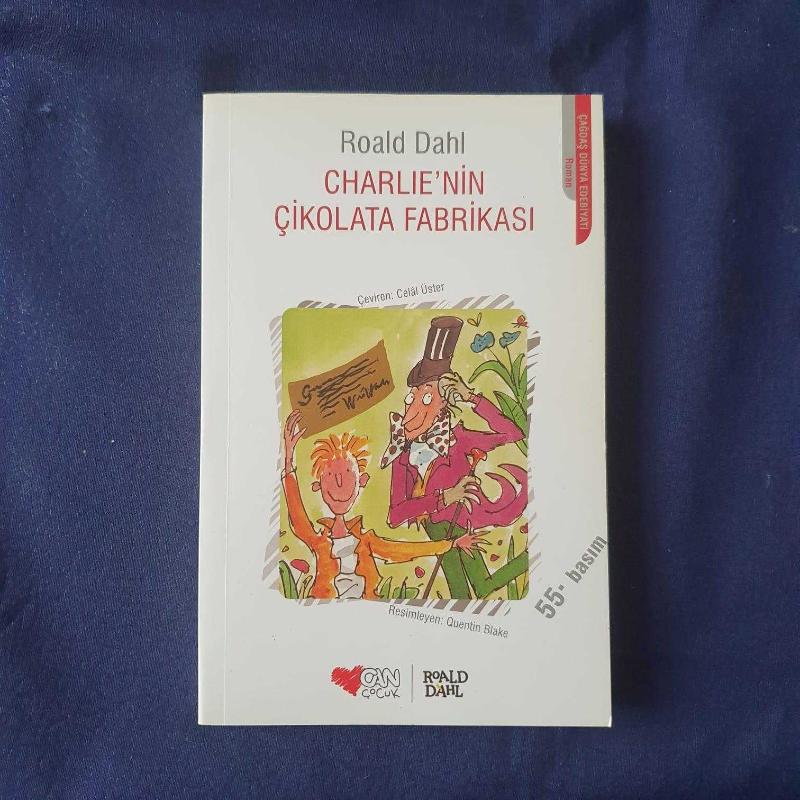 Roald Dahl
CHARLIE'NİN
ÇİKOLATA FABRİKASI
ÇAĞDAŞ DÜNYA EDEBİYATI
Roman
Çeviren: Celâl Üster
55. basım
Resimleyen: Quentin Blake
CAN
ÇOCUK
ROALD
DAHL